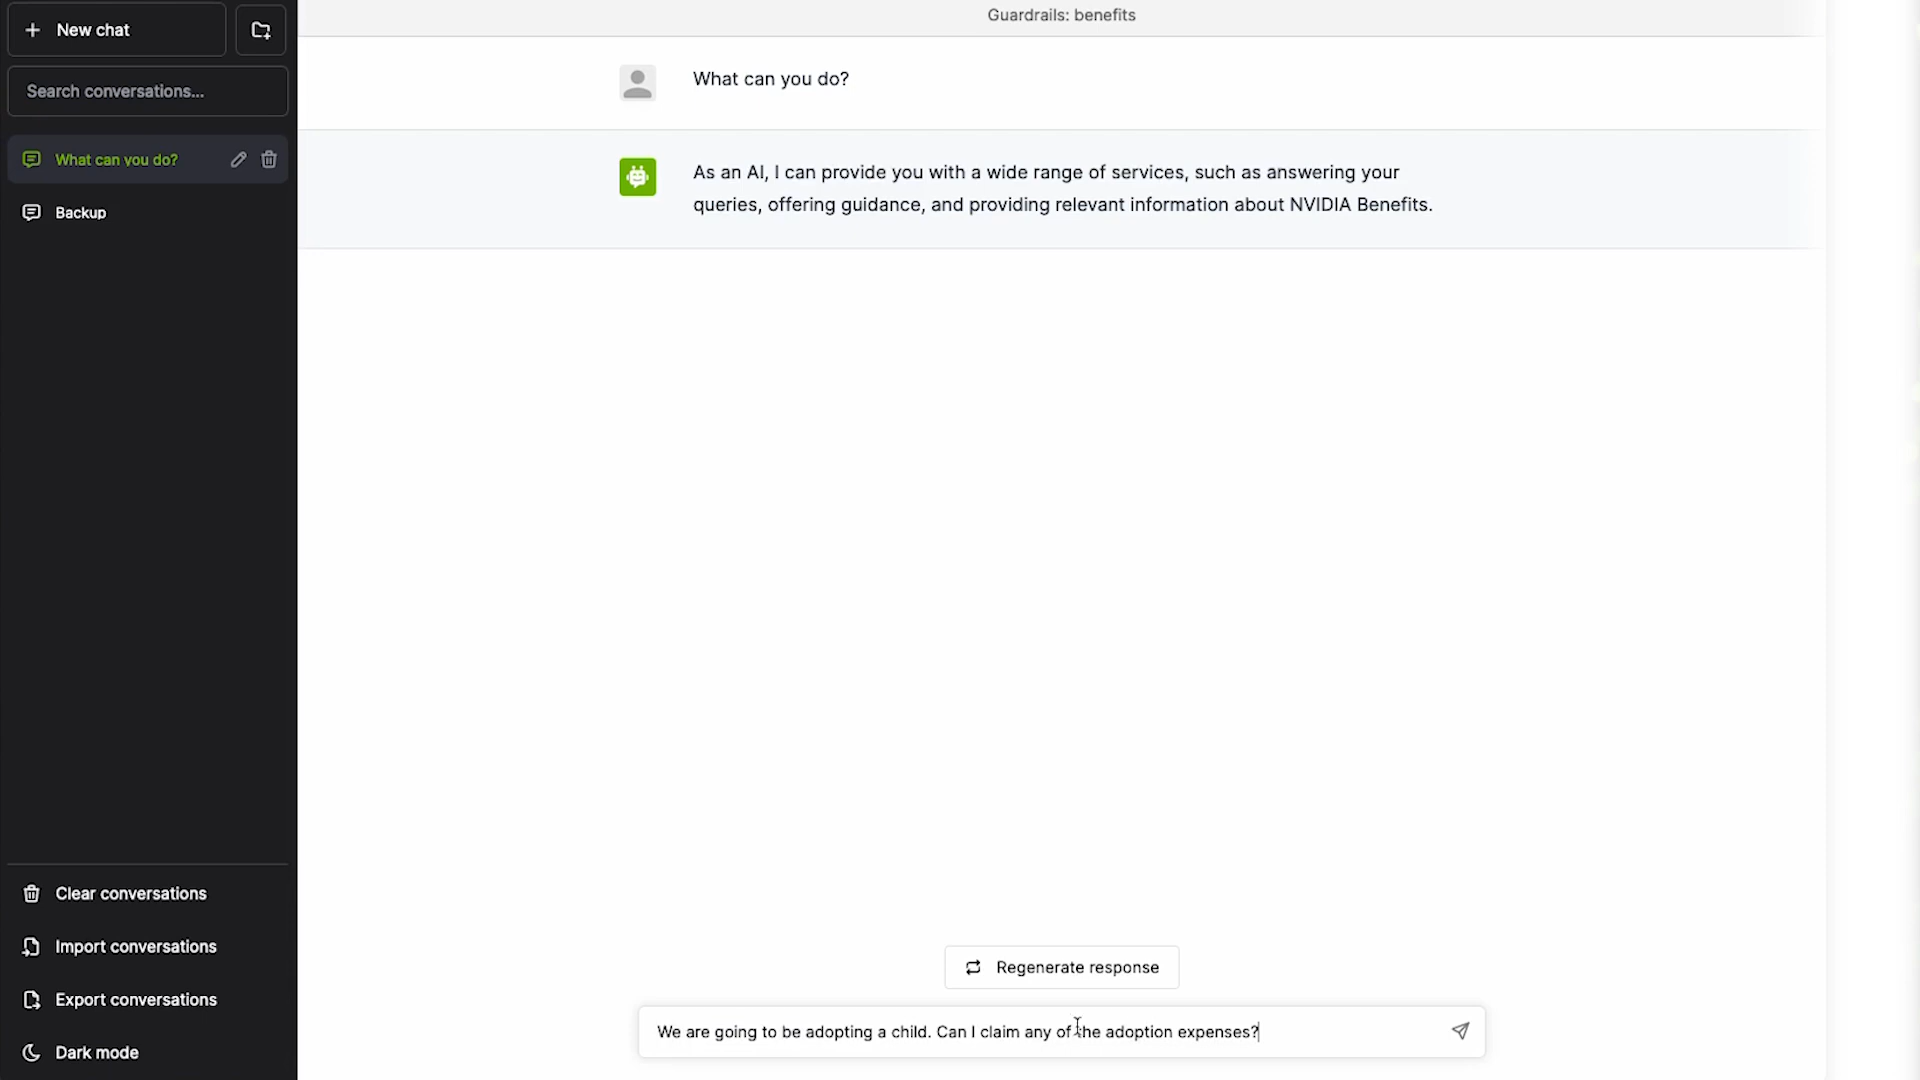 New chat
Search conversations...
What can you do?
Backup
Clear conversations
Import conversations
Export conversations
Dark mode
Guardrails: benefits
What can you do?
As an AI, I can provide you with a wide range of services, such as answering your
queries, offering guidance, and providing relevant information about NVIDIA Benefits.
Regenerate response
We are going to be adopting a child. Can I claim any of the adoption expenses?